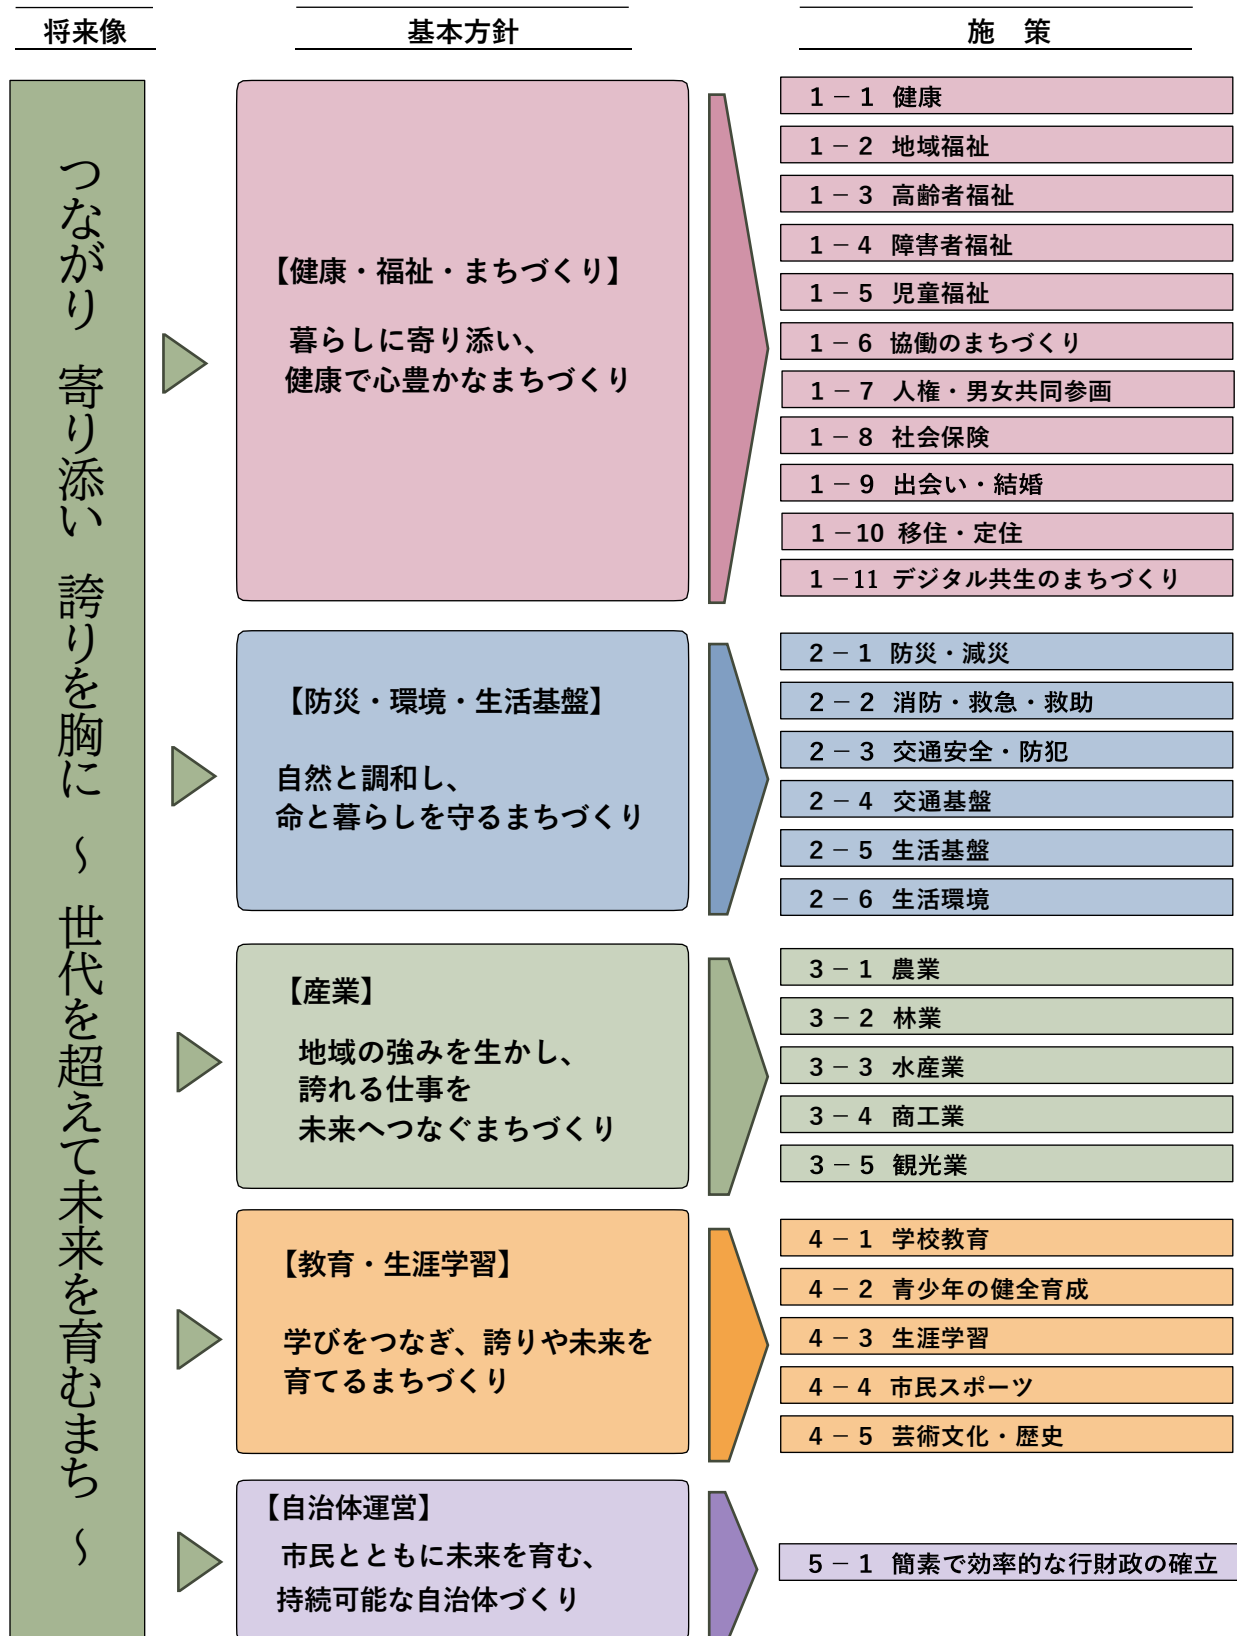 将来像
基本方針
施　策
つながり　寄り添い　誇りを胸に　～　世代を超えて未来を育むまち　～
【健康・福祉・まちづくり】
暮らしに寄り添い、
健康で心豊かなまちづくり
1－1 健康
1－2 地域福祉
1－3 高齢者福祉
1－4 障害者福祉
1－5 児童福祉
1－6 協働のまちづくり
1－7 人権・男女共同参画
1－8 社会保険
1－9 出会い・結婚
1－10 移住・定住
1－11 デジタル共生のまちづくり
【防災・環境・生活基盤】
自然と調和し、
命と暮らしを守るまちづくり
2－1 防災・減災
2－2 消防・救急・救助
2－3 交通安全・防犯
2－4 交通基盤
2－5 生活基盤
2－6 生活環境
【産業】
地域の強みを生かし、
誇れる仕事を
未来へつなぐまちづくり
3－1 農業
3－2 林業
3－3 水産業
3－4 商工業
3－5 観光業
【教育・生涯学習】
学びをつなぎ、誇りや未来を
育てるまちづくり
4－1 学校教育
4－2 青少年の健全育成
4－3 生涯学習
4－4 市民スポーツ
4－5 芸術文化・歴史
【自治体運営】
市民とともに未来を育む、
持続可能な自治体づくり
5－1 簡素で効率的な行財政の確立